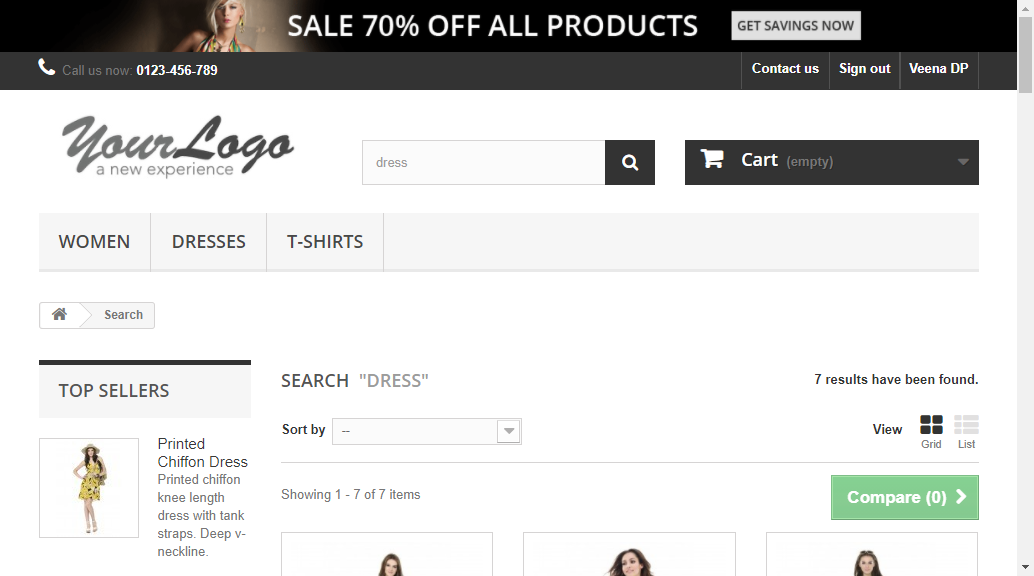 SALE 70% OFF ALL PRODUCTS GET SAVINGS NOW
Call us now: 0123-456-789 Contact us Sign out Veena DP
YourLogo
a new experience
dress
Cart (empty)
WOMEN DRESSES T-SHIRTS
Search
TOP SELLERS
Printed
Chiffon Dress
Printed chiffon
knee length
dress with tank
straps. Deep v-
neckline.
SEARCH "DRESS" 7 results have been found.
Sort by -- View Grid List
Showing 1 - 7 of 7 items Compare (0)